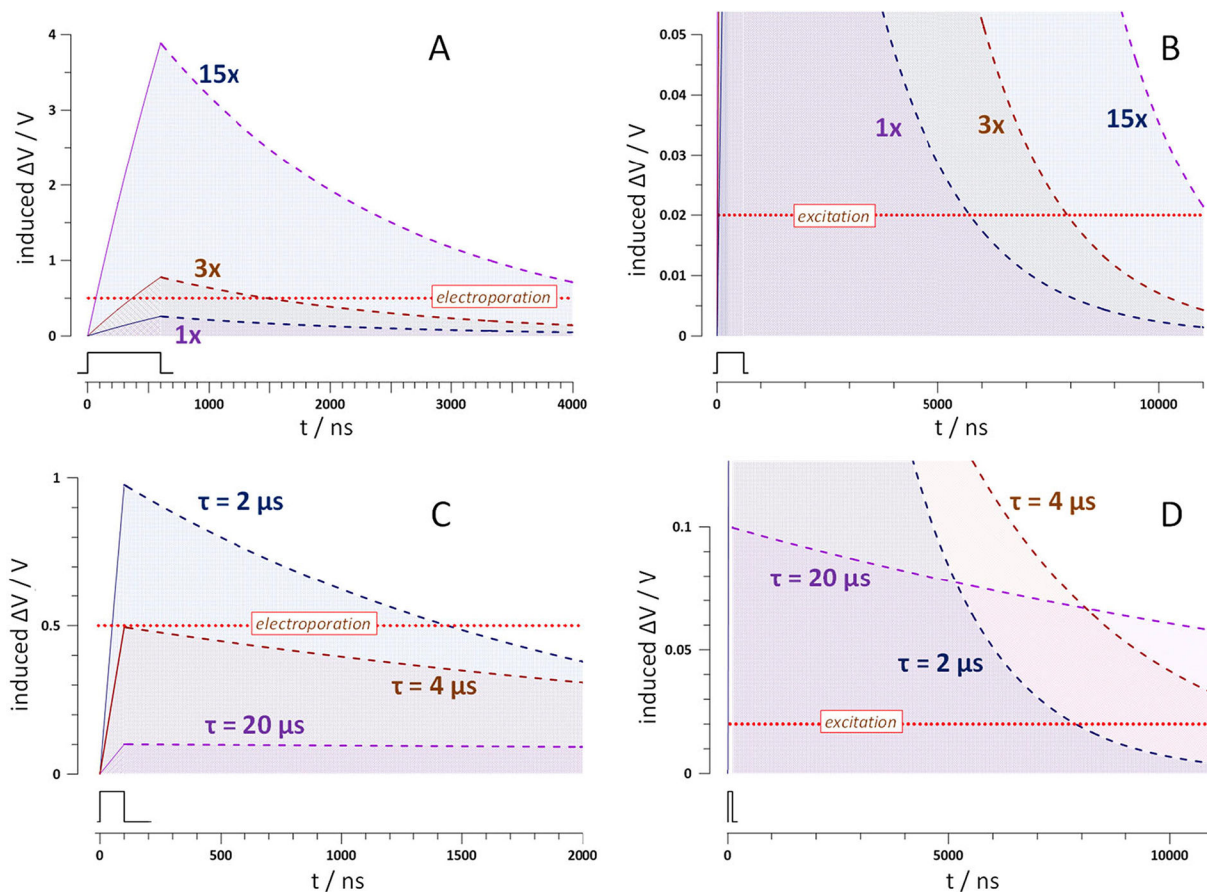 A
4
3
2
1
0
induced ΔV / V
15x
3x
1x
electroporation
0
1000
2000
3000
4000
t / ns
B
0.05
0.04
0.03
0.02
0.01
0
induced ΔV / V
1x
3x
15x
excitation
0
5000
10000
t / ns
C
1
0.5
0
induced ΔV / V
τ = 2 µs
electroporation
τ = 4 µs
τ = 20 µs
0
500
1000
1500
2000
t / ns
D
0.1
0.05
0
induced ΔV / V
τ = 4 µs
τ = 20 µs
τ = 2 µs
excitation
0
5000
10000
t / ns